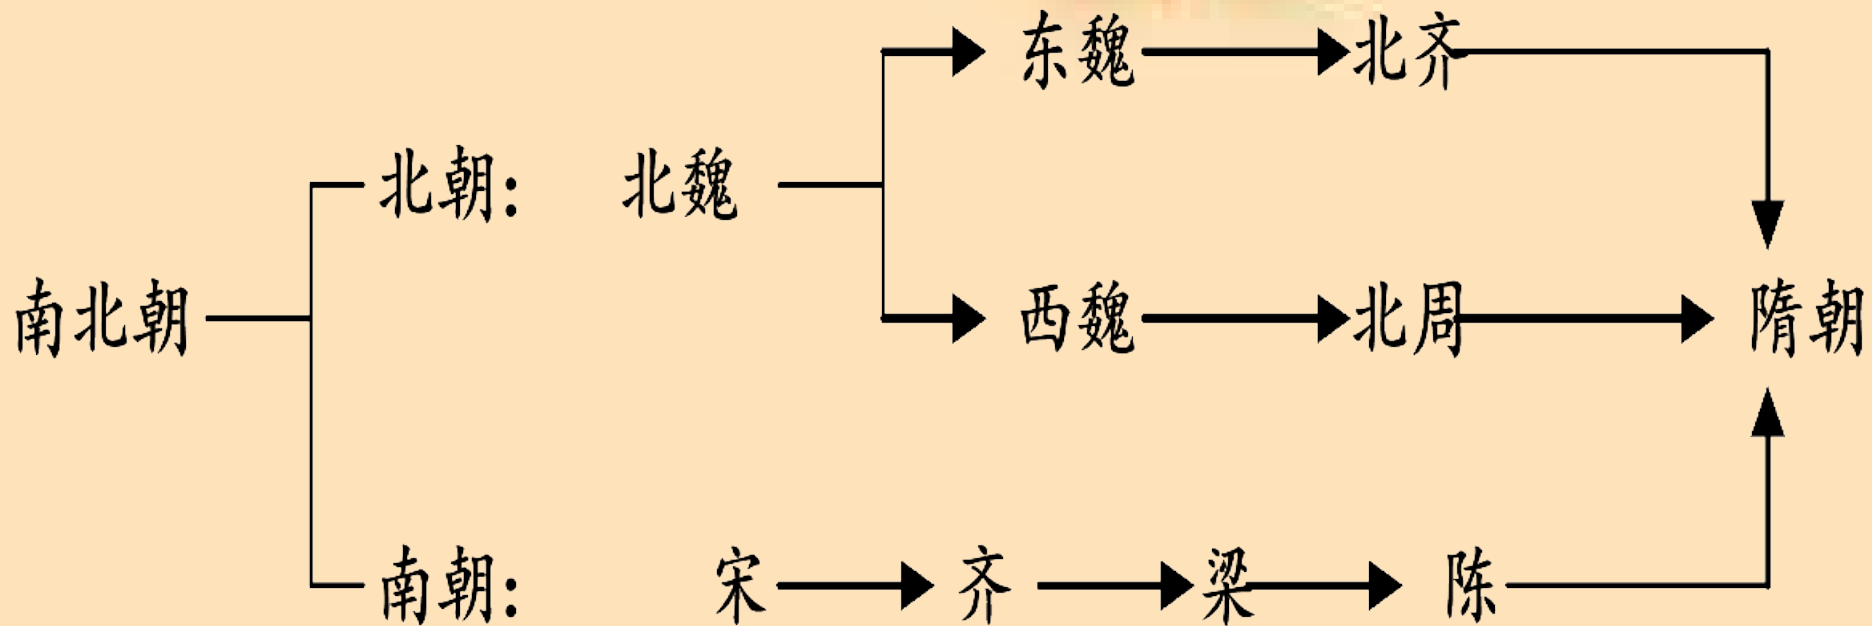 东魏 北齐
北朝： 北魏
南北朝 西魏 北周 隋朝
南朝： 宋 齐 梁 陈